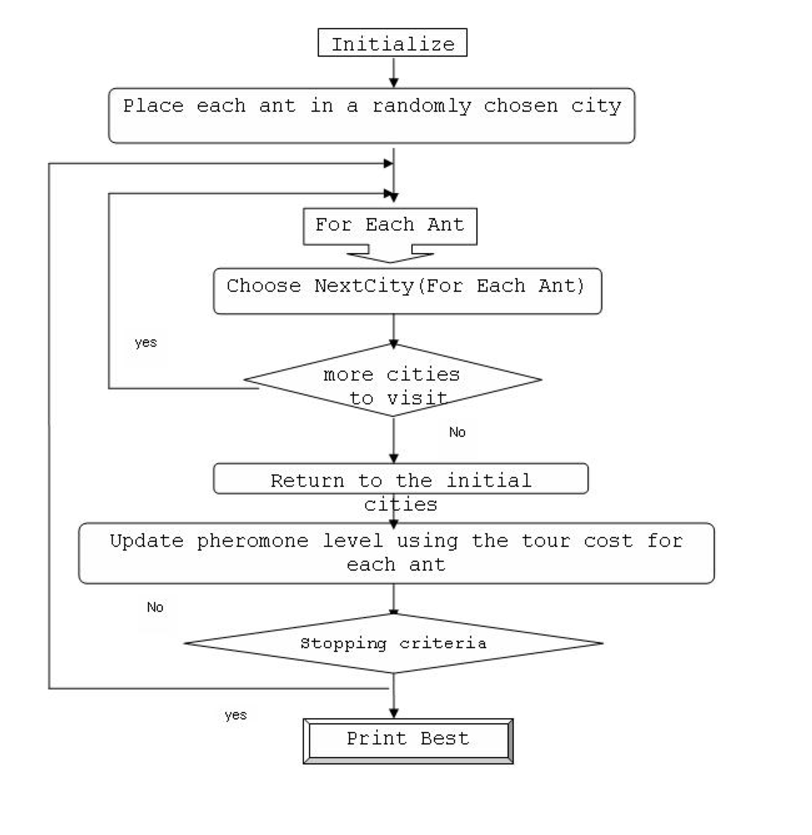 Initialize
Place each ant in a randomly chosen city
For Each Ant
Choose NextCity(For Each Ant)
yes
more cities
to visit
No
Return to the initial
cities
Update pheromone level using the tour cost for
each ant
No
Stopping criteria
yes
Print Best